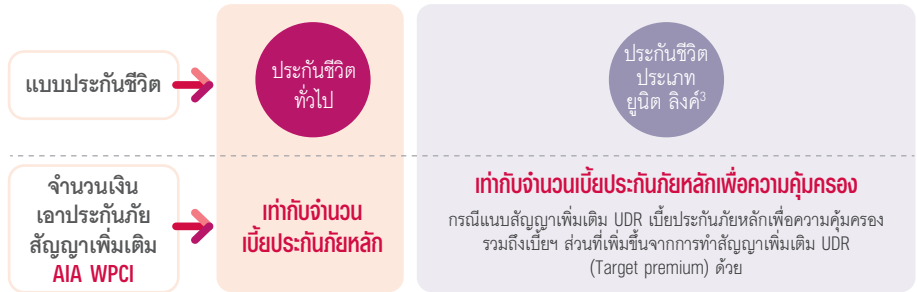 แบบประกันชีวิต
ประกันชีวิต
ทั่วไป
ประกันชีวิต
ประเภท
ยูนิต ลิงค์3
จำนวนเงิน
เอาประกันภัย
สัญญาเพิ่มเติม
AIA WPCI
เท่ากับจำนวน
เบี้ยประกันภัยหลัก
เท่ากับจำนวนเบี้ยประกันภัยหลักเพื่อความคุ้มครอง
กรณีแนบสัญญาเพิ่มเติม UDR เบี้ยประกันภัยหลักเพื่อความคุ้มครอง
รวมถึงเบี้ยฯ ส่วนที่เพิ่มขึ้นจากการทำสัญญาเพิ่มเติม UDR
(Target premium) ด้วย